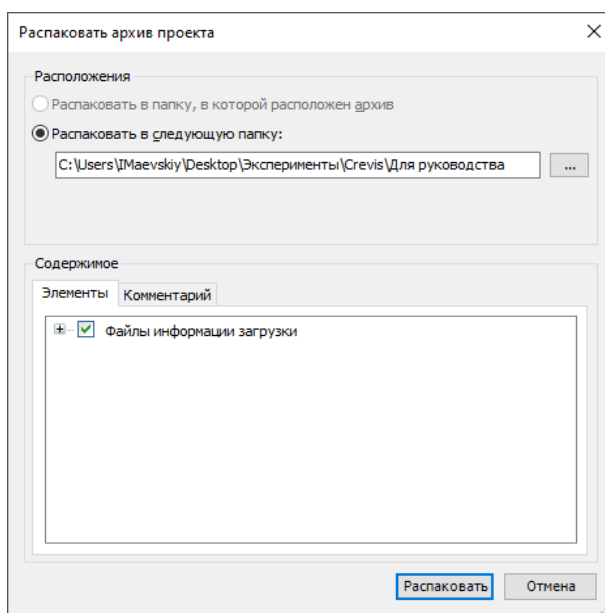 Распаковать архив проекта
Расположения
Распаковать в папку, в которой расположен архив
Распаковать в следующую папку:
C:\Users\IMaevskiy\Desktop\Эксперименты\Crevis\Для руководства
...
Содержимое
Элементы Комментарий
Файлы информации загрузки
Распаковать Отмена